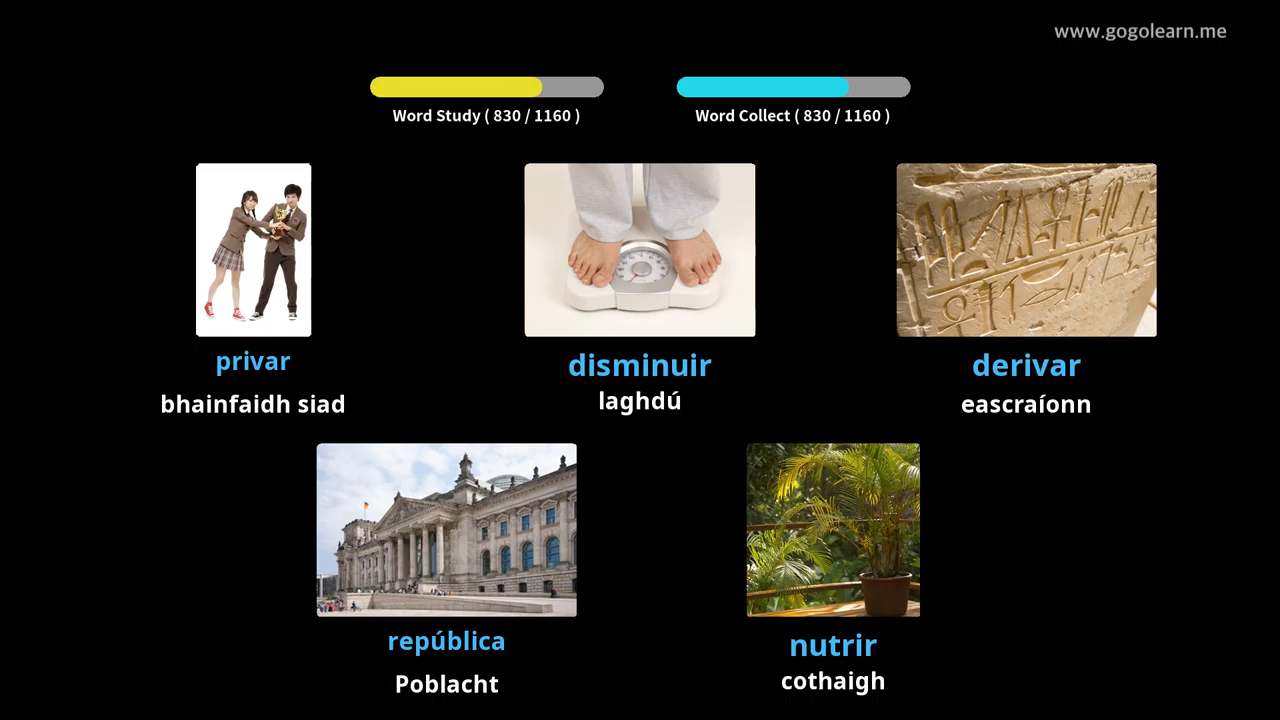 www.gogolearn.me
Word Study ( 830 / 1160 )
Word Collect ( 830 / 1160 )
privar
bhainfaidh siad
disminuir
laghdú
derivar
eascraíonn
república
Poblacht
nutrir
cothaigh